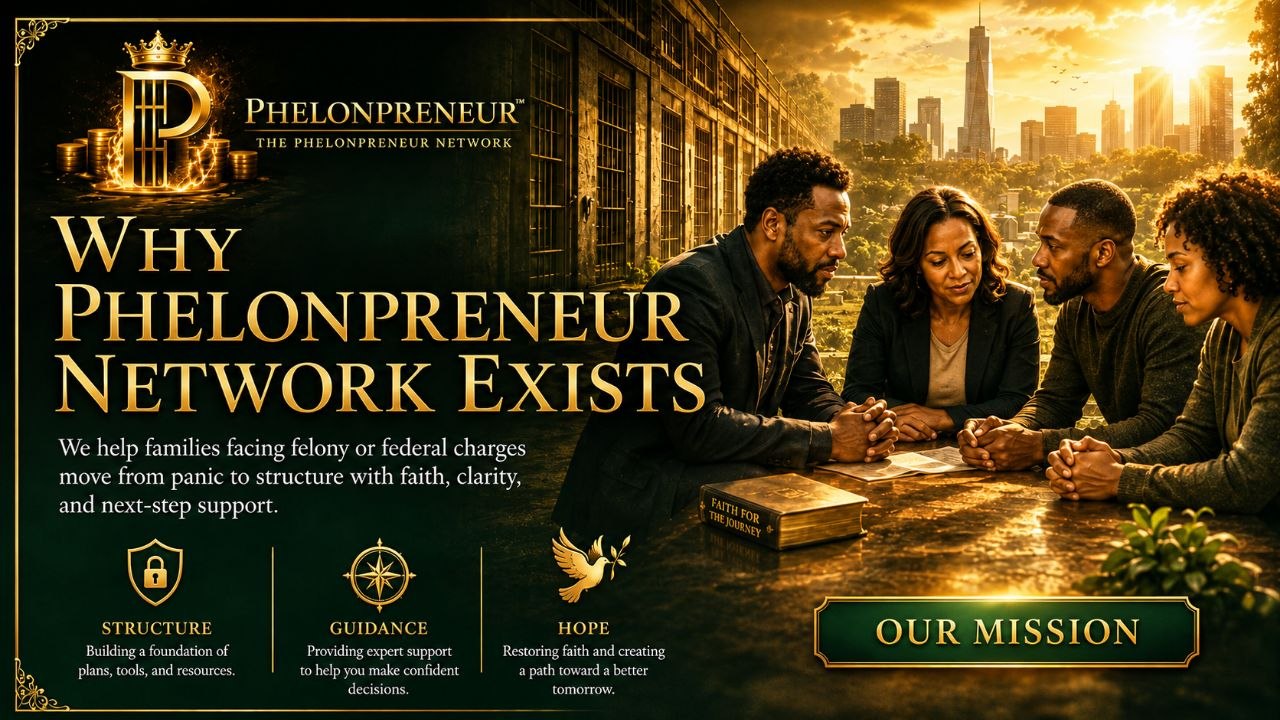 PHELONPRENEUR™
THE PHELONPRENEUR NETWORK
WHY
PHELONPRENEUR
NETWORK EXISTS
We help families facing felony or federal charges
move from panic to structure with faith, clarity,
and next-step support.
STRUCTURE
Building a foundation of
plans, tools, and resources.
GUIDANCE
Providing expert support
to help you make confident
decisions.
HOPE
Restoring faith and creating
a path toward a better
tomorrow.
FAITH FOR
THE JOURNEY
OUR MISSION